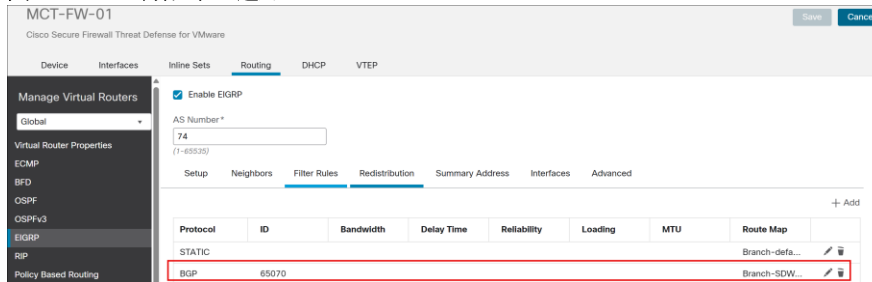 MCT-FW-01
Save Cance
Cisco Secure Firewall Threat Defense for VMware
Device Interfaces Inline Sets Routing DHCP VTEP
Manage Virtual Routers
Global
Virtual Router Properties
ECMP
BFD
OSPF
OSPFv3
EIGRP
RIP
Policy Based Routing
Enable EIGRP
AS Number*
74
(1-65535)
Setup Neighbors Filter Rules Redistribution Summary Address Interfaces Advanced
+ Add
Protocol ID Bandwidth Delay Time Reliability Loading MTU Route Map
STATIC Branch-defa...
BGP 65070 Branch-SDW...